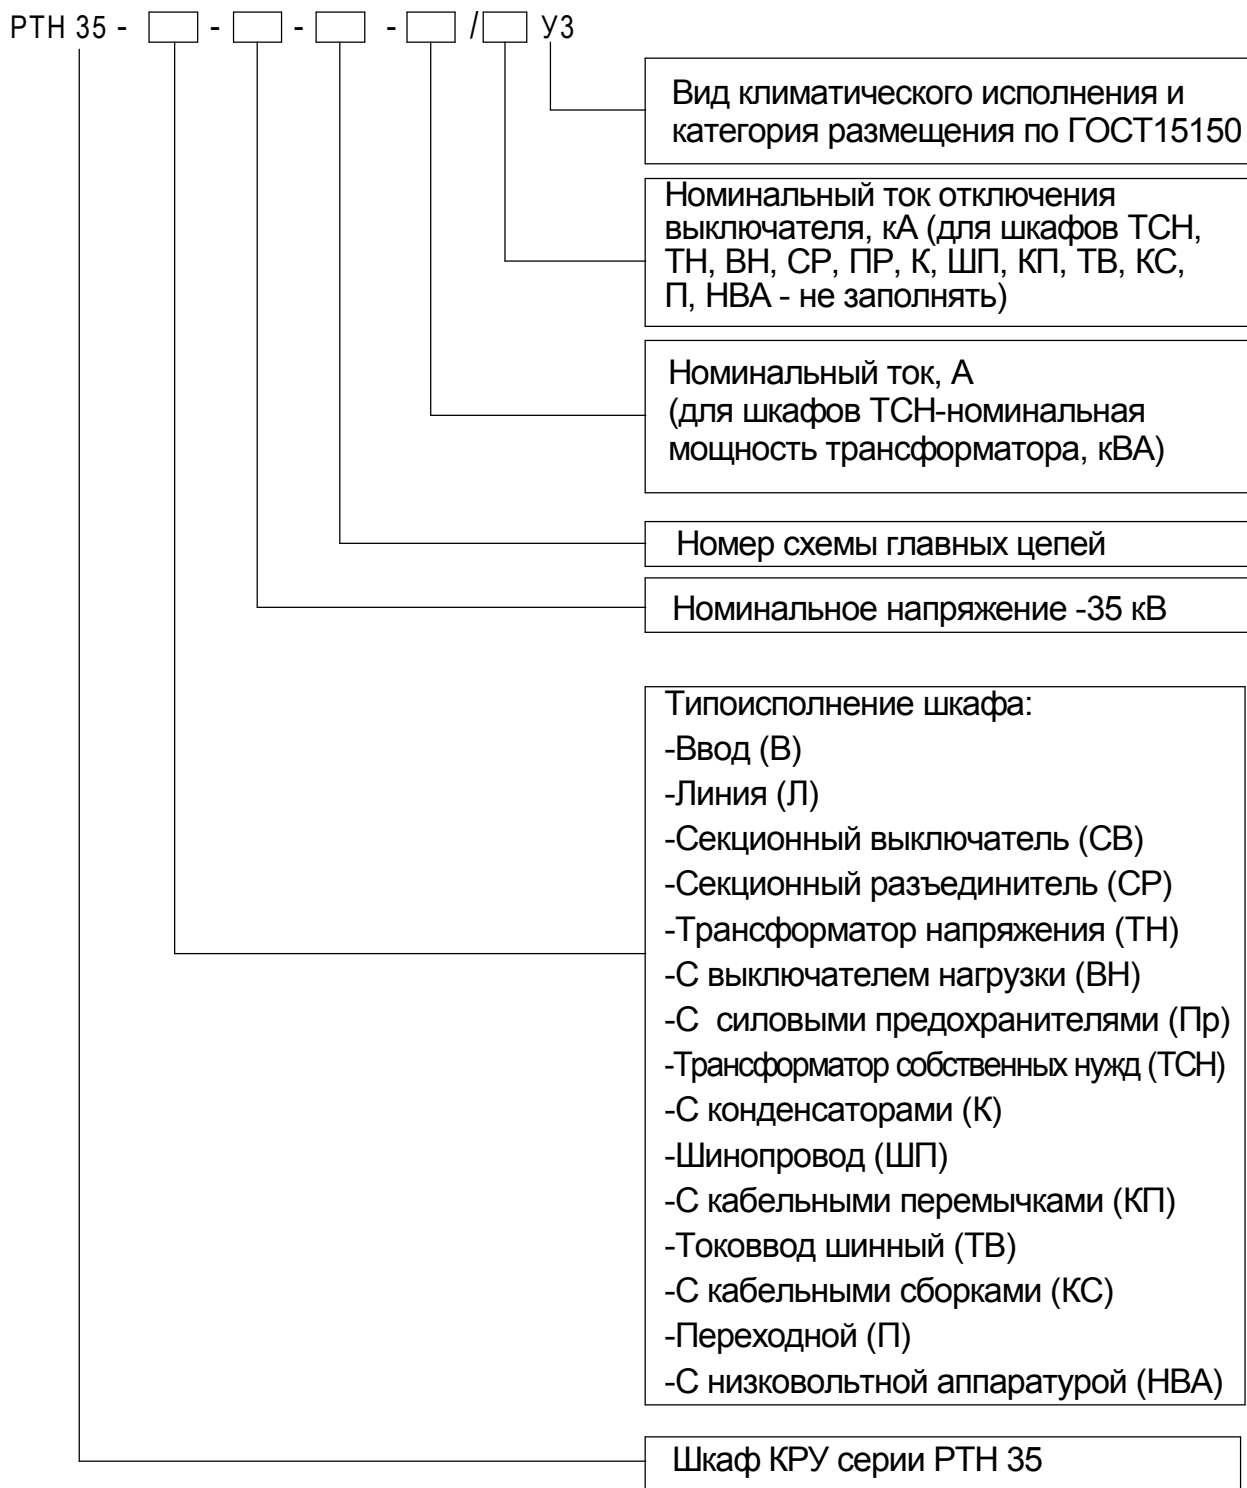 РТН 35 - - - - / У3
Вид климатического исполнения и
категория размещения по ГОСТ15150
Номинальный ток отключения
выключателя, кА (для шкафов ТСН,
ТН, ВН, СР, ПР, К, ШП, КП, ТВ, КС,
П, НВА - не заполнять)
Номинальный ток, А
(для шкафов ТСН-номинальная
мощность трансформатора, кВА)
Номер схемы главных цепей
Номинальное напряжение -35 кВ
Типоисполнение шкафа:
-Ввод (В)
-Линия (Л)
-Секционный выключатель (СВ)
-Секционный разъединитель (СР)
-Трансформатор напряжения (ТН)
-С выключателем нагрузки (ВН)
-С силовыми предохранителями (Пр)
-Трансформатор собственных нужд (ТСН)
-С конденсаторами (К)
-Шинопровод (ШП)
-С кабельными перемычками (КП)
-Токоввод шинный (ТВ)
-С кабельными сборками (КС)
-Переходной (П)
-С низковольтной аппаратурой (НВА)
Шкаф КРУ серии РТН 35